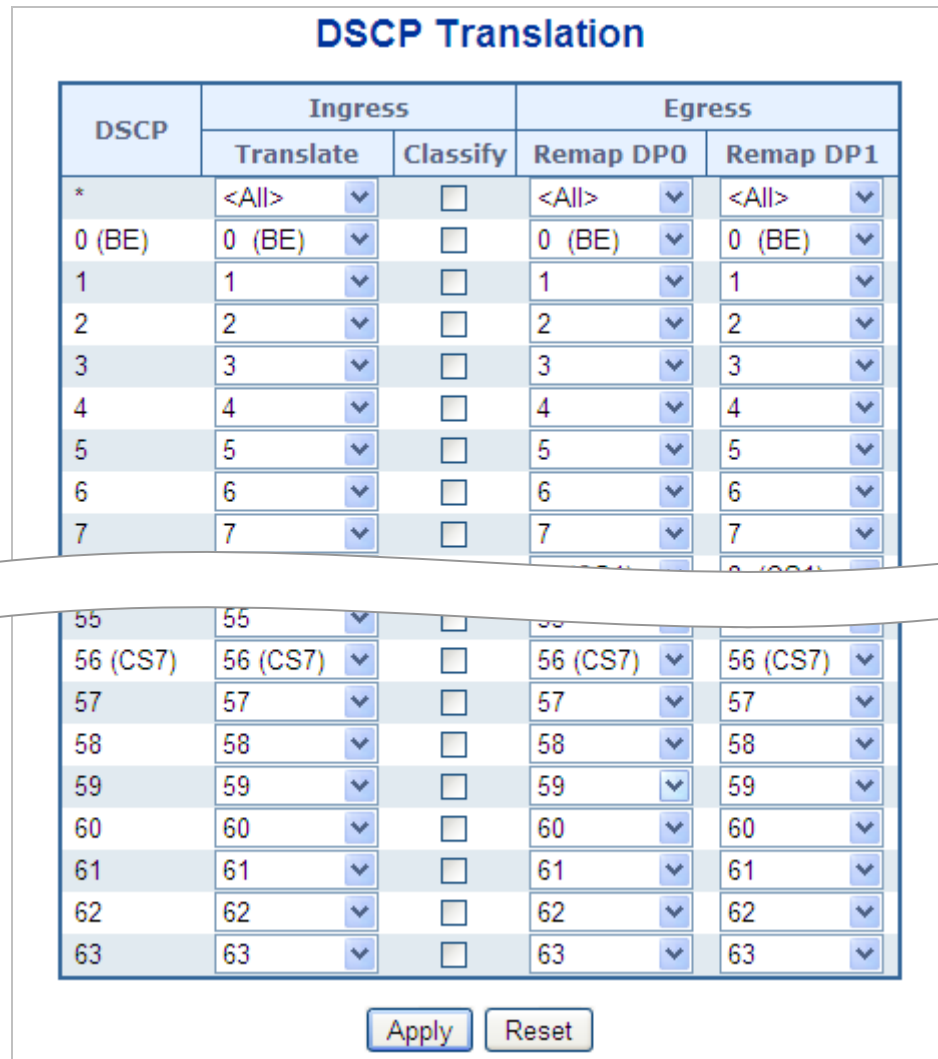 DSCP Translation
DSCP Ingress Egress
Translate Classify Remap DP0 Remap DP1
* <All> <All> <All>
0 (BE) 0 (BE) 0 (BE) 0 (BE)
1 1 1 1
2 2 2 2
3 3 3 3
4 4 4 4
5 5 5 5
6 6 6 6
7 7 7 7
55 55
56 (CS7) 56 (CS7) 56 (CS7) 56 (CS7)
57 57 57 57
58 58 58 58
59 59 59 59
60 60 60 60
61 61 61 61
62 62 62 62
63 63 63 63
Apply Reset